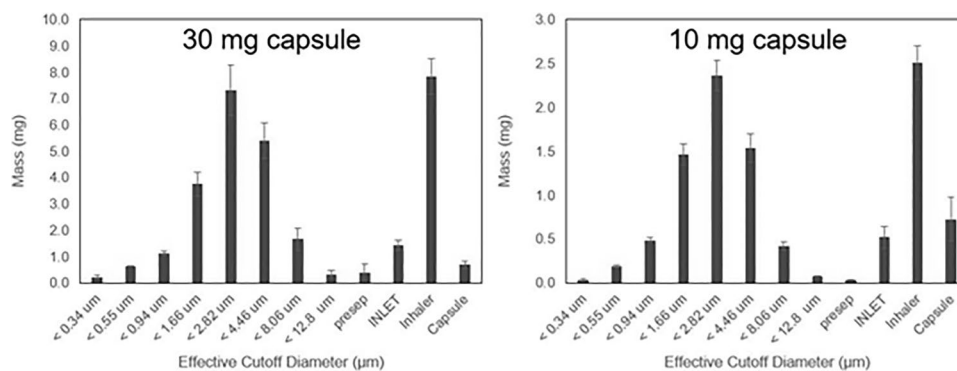 30 mg capsule
10.0
9.0
8.0
7.0
6.0
5.0
4.0
3.0
2.0
1.0
0.0
Mass (mg)
< 0.34 um
< 0.55 um
< 0.94 um
< 1.66 um
< 2.82 um
< 4.46 um
< 8.06 um
< 12.8 um
presep
INLET
Inhaler
Capsule
Effective Cutoff Diameter (µm)
10 mg capsule
3.0
2.5
2.0
1.5
1.0
0.5
0.0
Mass (mg)
< 0.34 um
< 0.55 um
< 0.94 um
< 1.66 um
< 2.82 um
< 4.46 um
< 8.06 um
< 12.8 um
presep
INLET
Inhaler
Capsule
Effective Cutoff Diameter (µm)